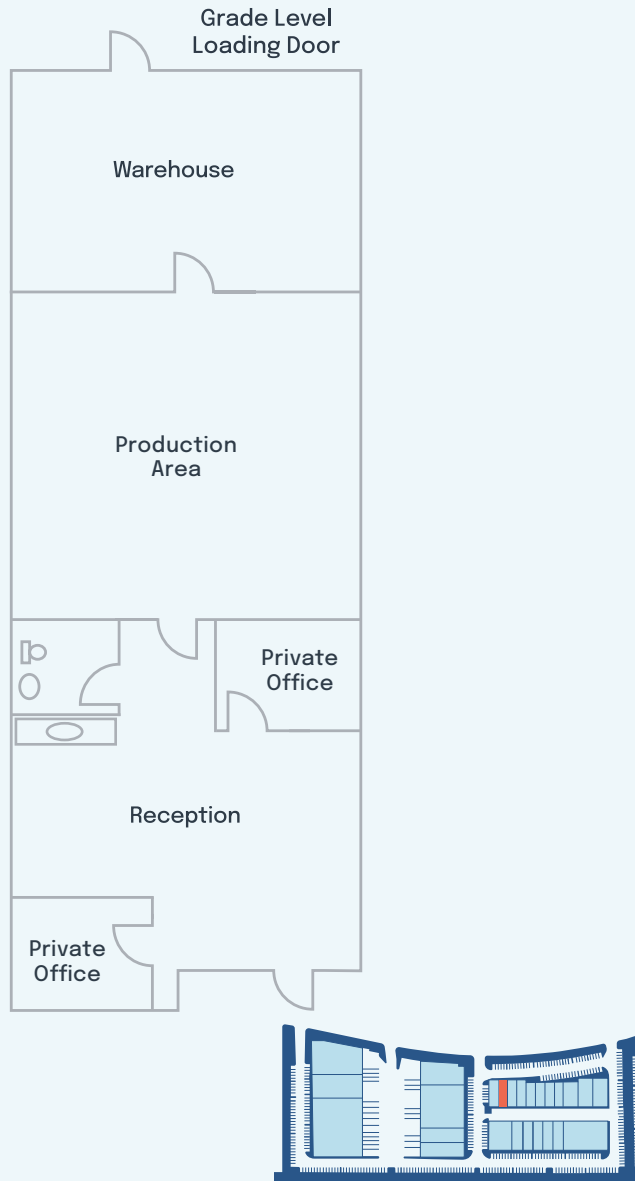 Grade Level
Loading Door
Warehouse
Production
Area
Private
Office
Reception
Private
Office